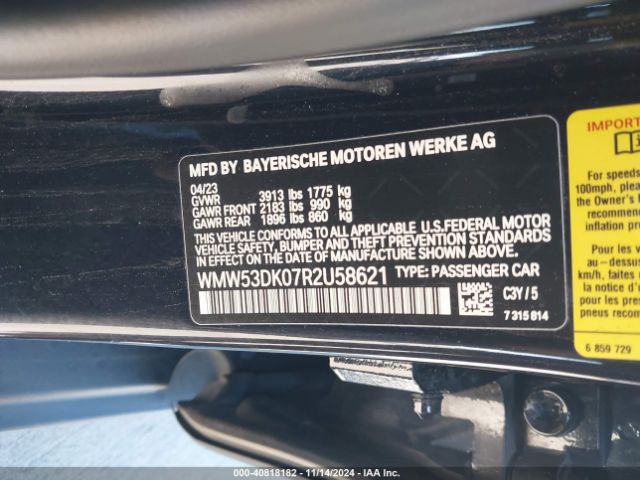 MFD BY BAYERISCHE MOTOREN WERKE AG
04/23
GVWR 3913 lbs 1775 kg
GAWR FRONT 2183 lbs 990 kg
GAWR REAR 1896 lbs 860 kg
THIS VEHICLE CONFORMS TO ALL APPLICABLE U.S.FEDERAL MOTOR
VEHICLE SAFETY, BUMPER AND THEFT PREVENTION STANDARDS
IN EFFECT ON THE DATE OF MANUFACTURE SHOWN ABOVE.
WMW53DK07R2U58621 TYPE: PASSENGER CAR
C3Y / 5
7 315 814
For speeds
100mph, please
the Owner's
recommen
inflation pre
Pour les
au-dessus
km/h, faites
la notice d'
pour les pres
pneus recomm
6 859 729
000-40818182 - 11/14/2024 - IAA Inc.